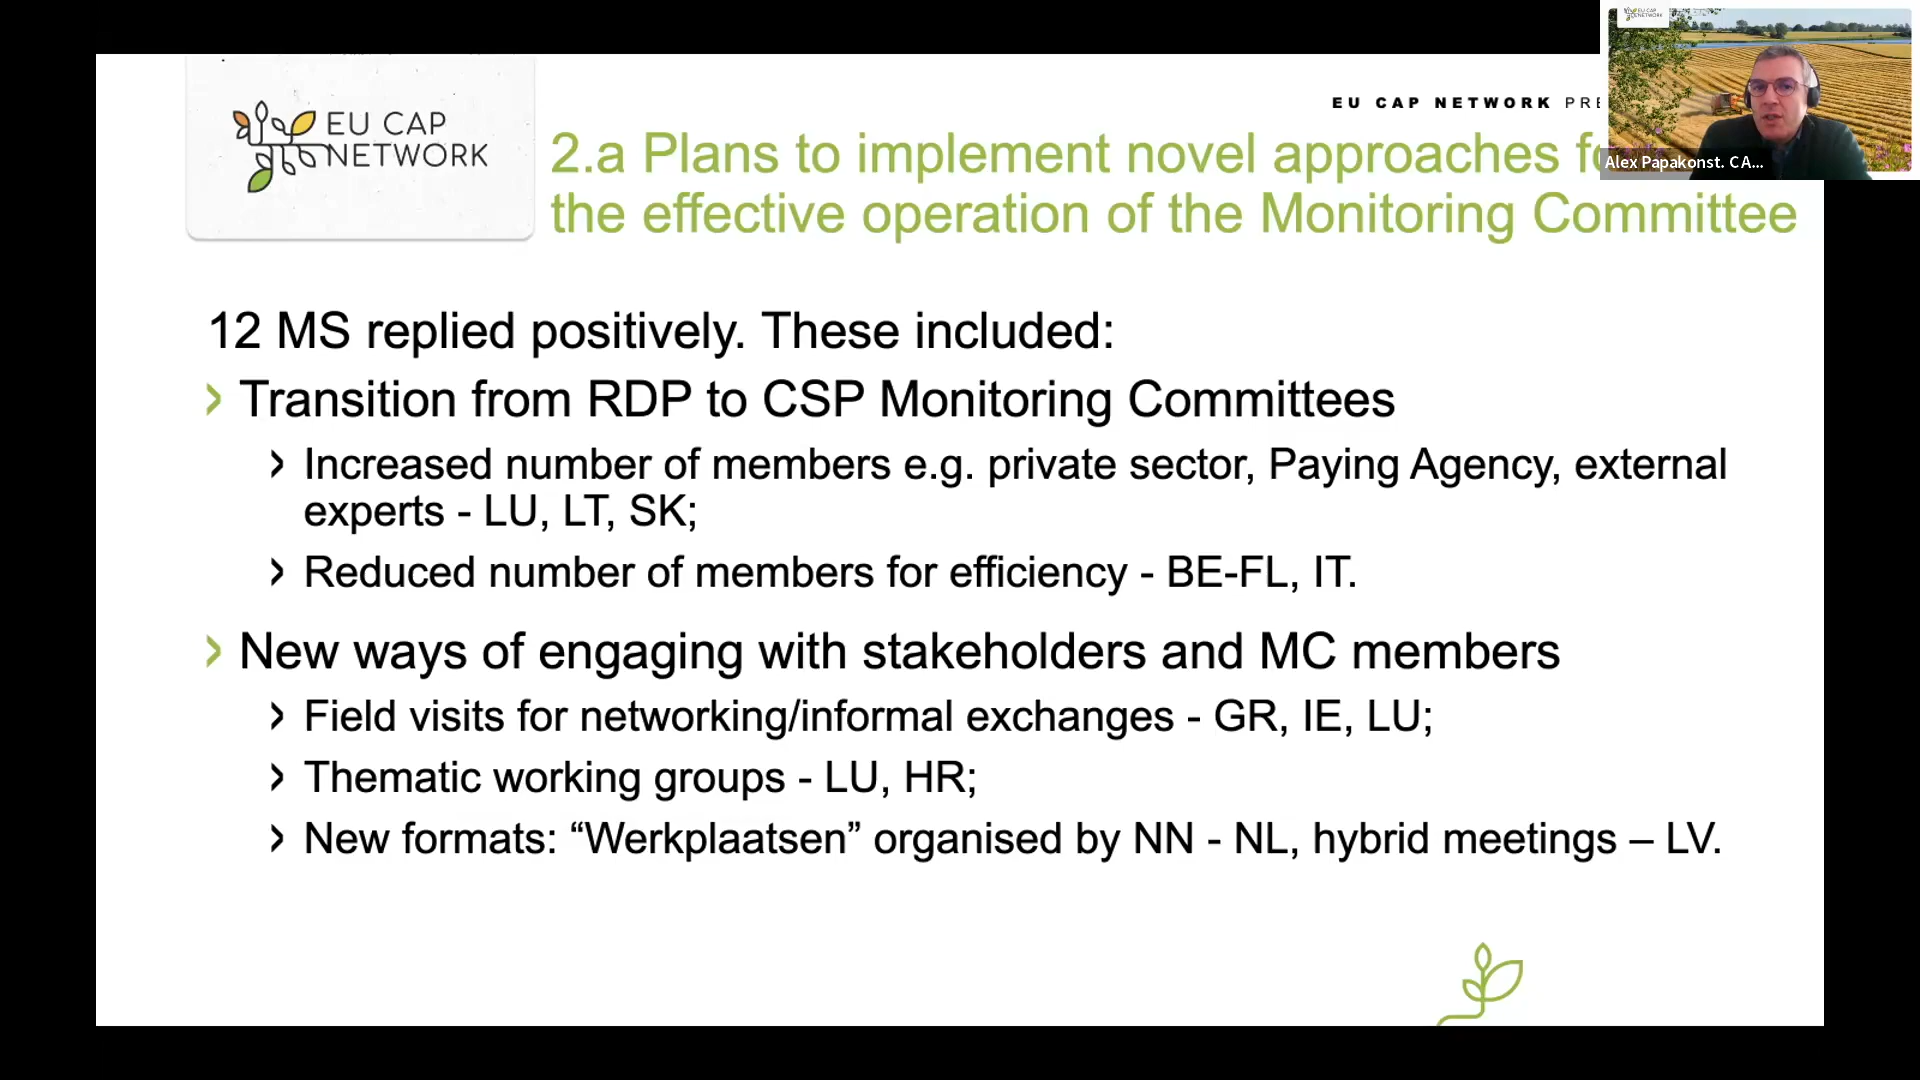 EU CAP
NETWORK
EU CAP NETWORK
2.a Plans to implement novel approaches
the effective operation of the Monitoring Committee
12 MS replied positively. These included:
Transition from RDP to CSP Monitoring Committees
Increased number of members e.g. private sector, Paying Agency, external
experts - LU, LT, SK;
Reduced number of members for efficiency - BE-FL, IT.
New ways of engaging with stakeholders and MC members
Field visits for networking/informal exchanges - GR, IE, LU;
Thematic working groups - LU, HR;
New formats: “Werkplaatsen” organised by NN - NL, hybrid meetings – LV.
EU CAP
NETWORK
Alex Papakonst. CA...